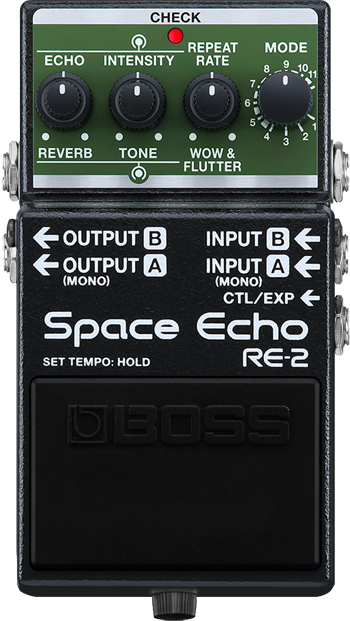 CHECK
ECHO INTENSITY REPEAT RATE MODE
1 2 3 4 5 6 7 8 9 10 11
REVERB TONE WOW & FLUTTER
OUTPUT B INPUT B
OUTPUT A INPUT A
(MONO) (MONO)
CTL/EXP
Space Echo
RE-2
SET TEMPO: HOLD
BOSS